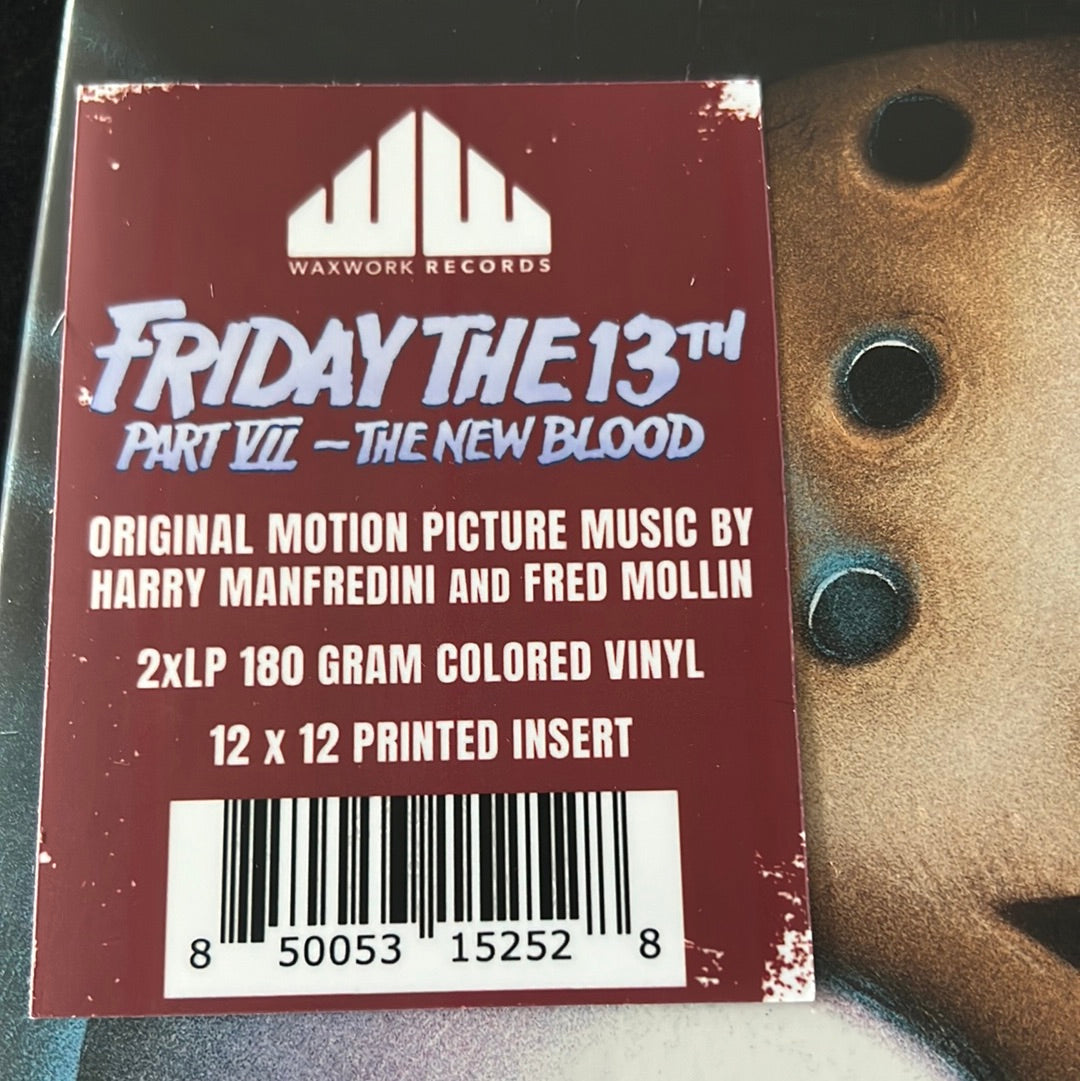 WAXWORK RECORDS
FRIDAY THE 13TH
PART VII - THE NEW BLOOD
ORIGINAL MOTION PICTURE MUSIC BY
HARRY MANFREDINI AND FRED MOLLIN
2xLP 180 GRAM COLORED VINYL
12 X 12 PRINTED INSERT
8 50053 15252 8